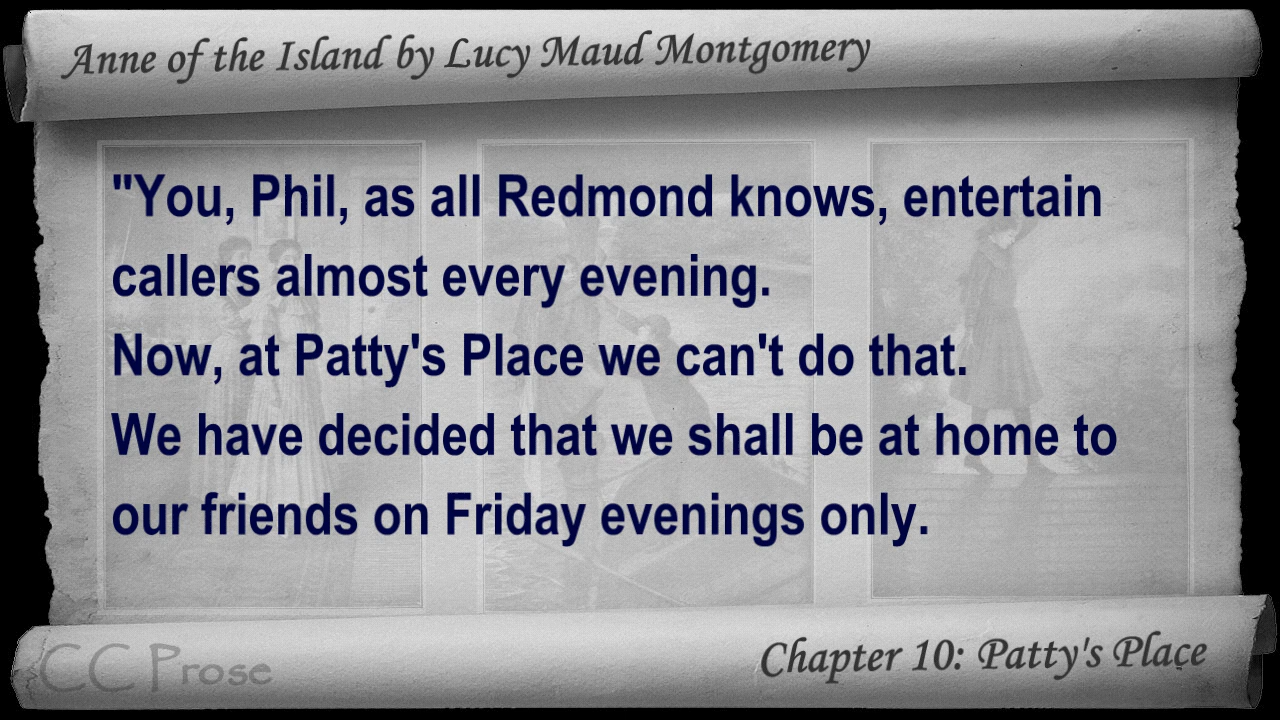 Anne of the Island by Lucy Maud Montgomery
"You, Phil, as all Redmond knows, entertain
callers almost every evening.
Now, at Patty's Place we can't do that.
We have decided that we shall be at home to
our friends on Friday evenings only.
CC Prose
Chapter 10: Patty's Place